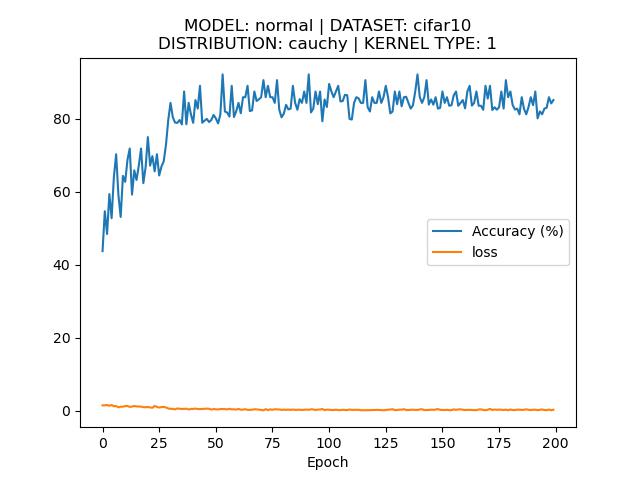 MODEL: normal | DATASET: cifar10
DISTRIBUTION: cauchy | KERNEL TYPE: 1
80
60
40
20
0
Accuracy (%)
loss
0 25 50 75 100 125 150 175 200
Epoch